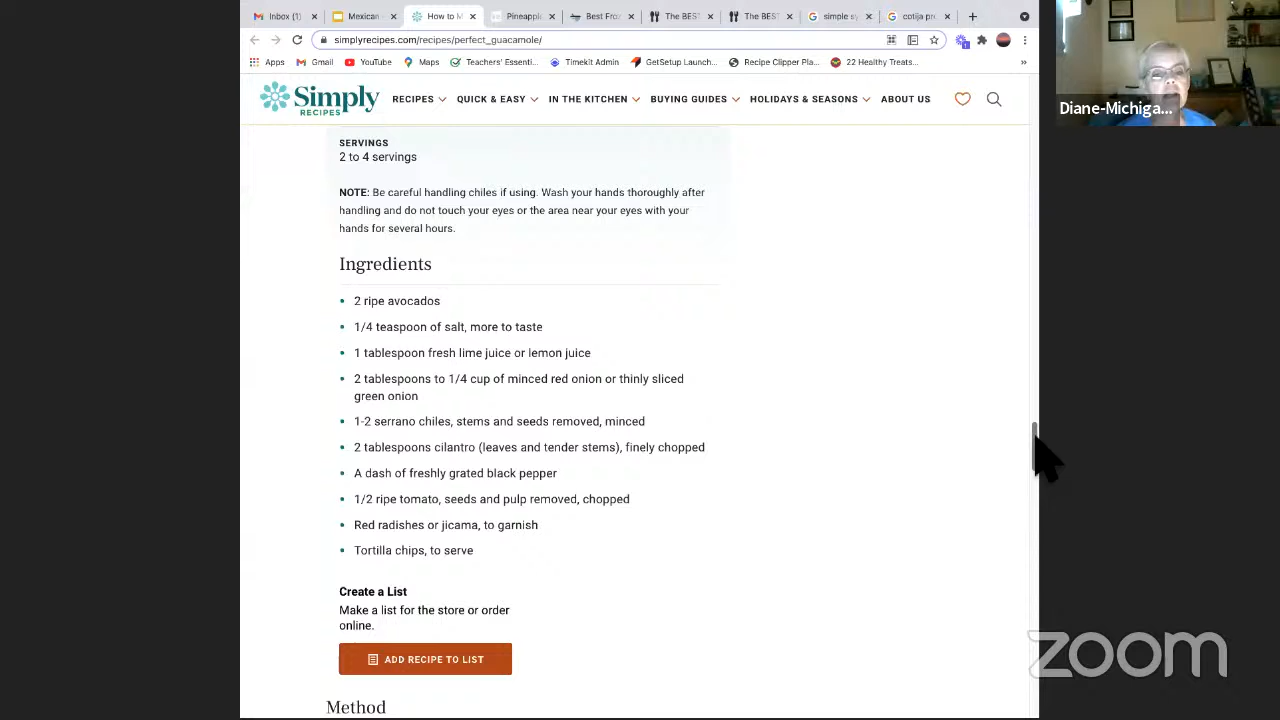 Inbox (1)
Mexican
How to M
Pineapple
Best Fro
The BEST
The BEST
simple sy
cotija pr
simplyrecipes.com/recipes/perfect_guacamole/
Apps
Gmail
YouTube
Maps
Teachers' Essenti...
Timekit Admin
GetSetup Launch...
Recipe Clipper Pla...
22 Healthy Treats...
»
Simply
RECIPES
RECIPES
QUICK & EASY
IN THE KITCHEN
BUYING GUIDES
HOLIDAYS & SEASONS
ABOUT US
SERVINGS
2 to 4 servings
NOTE: Be careful handling chiles if using. Wash your hands thoroughly after
handling and do not touch your eyes or the area near your eyes with your
hands for several hours.
Ingredients
2 ripe avocados
1/4 teaspoon of salt, more to taste
1 tablespoon fresh lime juice or lemon juice
2 tablespoons to 1/4 cup of minced red onion or thinly sliced
green onion
1-2 serrano chiles, stems and seeds removed, minced
2 tablespoons cilantro (leaves and tender stems), finely chopped
A dash of freshly grated black pepper
1/2 ripe tomato, seeds and pulp removed, chopped
Red radishes or jicama, to garnish
Tortilla chips, to serve
Create a List
Make a list for the store or order
online.
ADD RECIPE TO LIST
Method
Diane-Michiga...
zoom